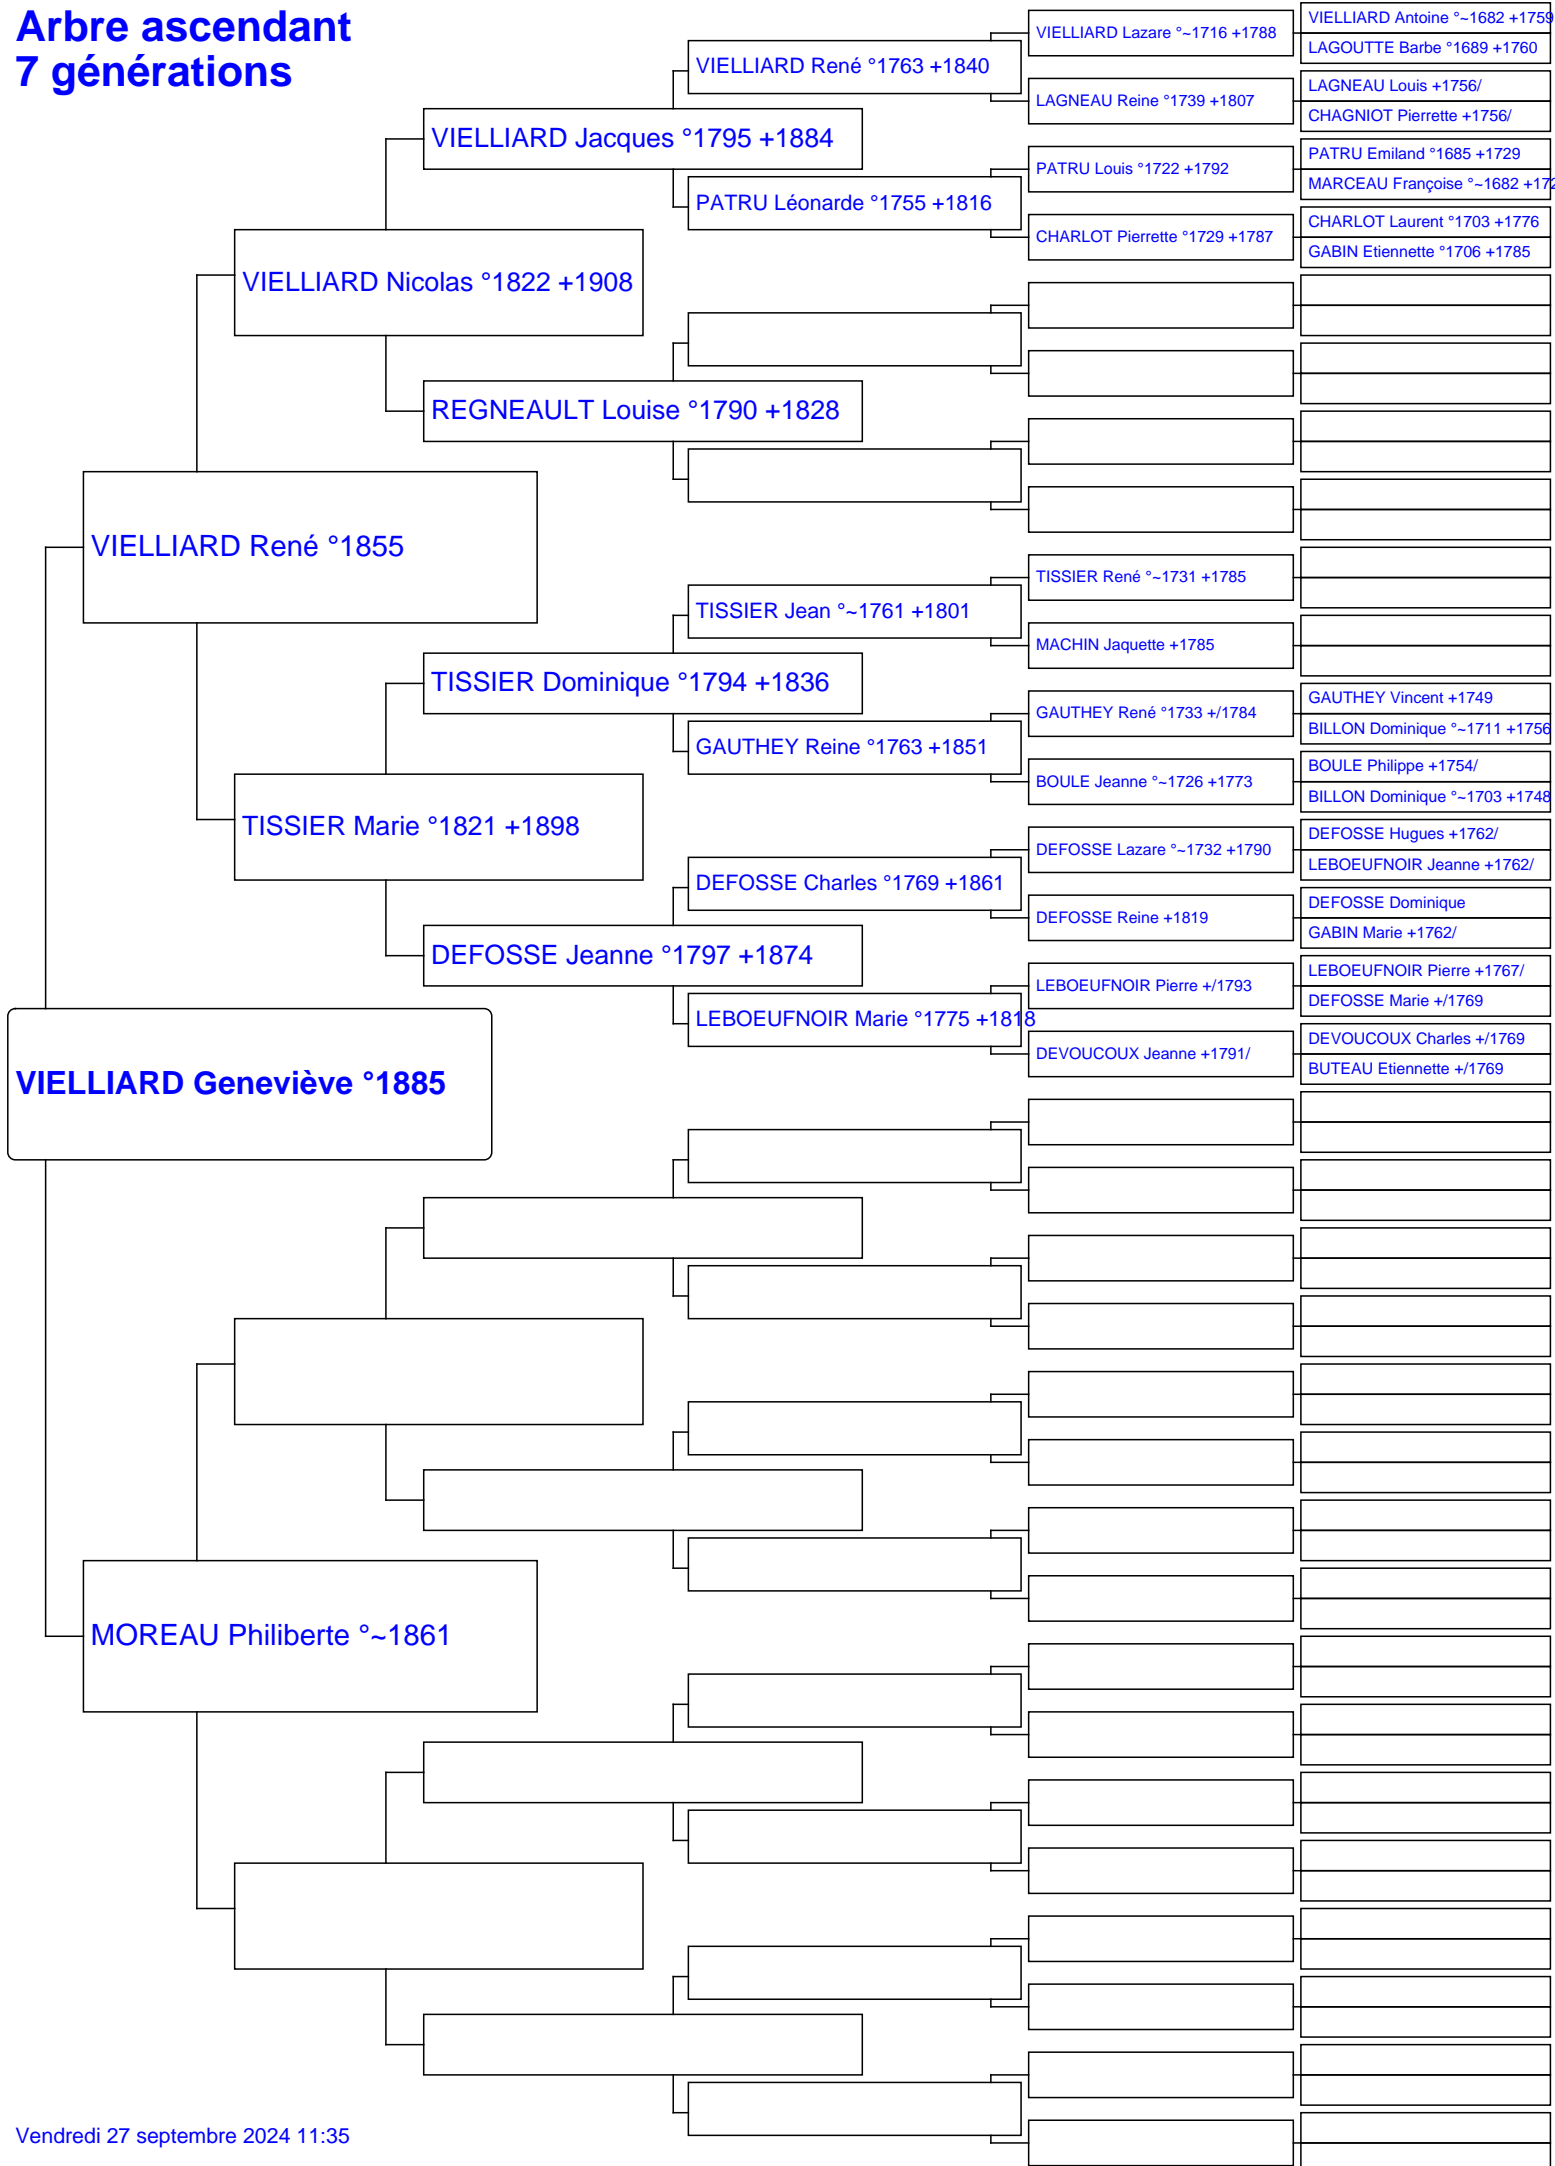 Arbre ascendant
7 générations
VIELLIARD Geneviève °1885
VIELLIARD René °1855
MOREAU Philiberte °~1861
VIELLIARD Nicolas °1822 +1908
TISSIER Marie °1821 +1898
VIELLIARD Jacques °1795 +1884
REGNEAULT Louise °1790 +1828
TISSIER Dominique °1794 +1836
DEFOSSE Jeanne °1797 +1874
VIELLIARD René °1763 +1840
PATRU Léonarde °1755 +1816
TISSIER Jean °~1761 +1801
GAUTHEY Reine °1763 +1851
DEFOSSE Charles °1769 +1861
LEBOEUFNOIR Marie °1775 +1818
VIELLIARD Lazare °~1716 +1788
LAGNEAU Reine °1739 +1807
PATRU Louis °1722 +1792
CHARLOT Pierrette °1729 +1787
TISSIER René °~1731 +1785
MACHIN Jaquette +1785
GAUTHEY René °1733 +/1784
BOULE Jeanne °~1726 +1773
DEFOSSE Lazare °~1732 +1790
DEFOSSE Reine +1819
LEBOEUFNOIR Pierre +/1793
DEVOUCOUX Jeanne +1791/
VIELLIARD Antoine °~1682 +1759
LAGOUTTE Barbe °1689 +1760
LAGNEAU Louis +1756/
CHAGNIOT Pierrette +1756/
PATRU Emiland °1685 +1729
MARCEAU Françoise °~1682
CHARLOT Laurent °1703 +1776
GABIN Etiennette °1706 +1785
GAUTHEY Vincent +1749
BILLON Dominique °~1711 +1756
BOULE Philippe +1754/
BILLON Dominique °~1703 +1748
DEFOSSE Hugues +1762/
LEBOEUFNOIR Jeanne +1762/
DEFOSSE Dominique
GABIN Marie +1762/
LEBOEUFNOIR Pierre +1767/
DEFOSSE Marie +/1769
DEVOUCOUX Charles +/1769
BUTEAU Etiennette +/1769
Vendredi 27 septembre 2024 11:35